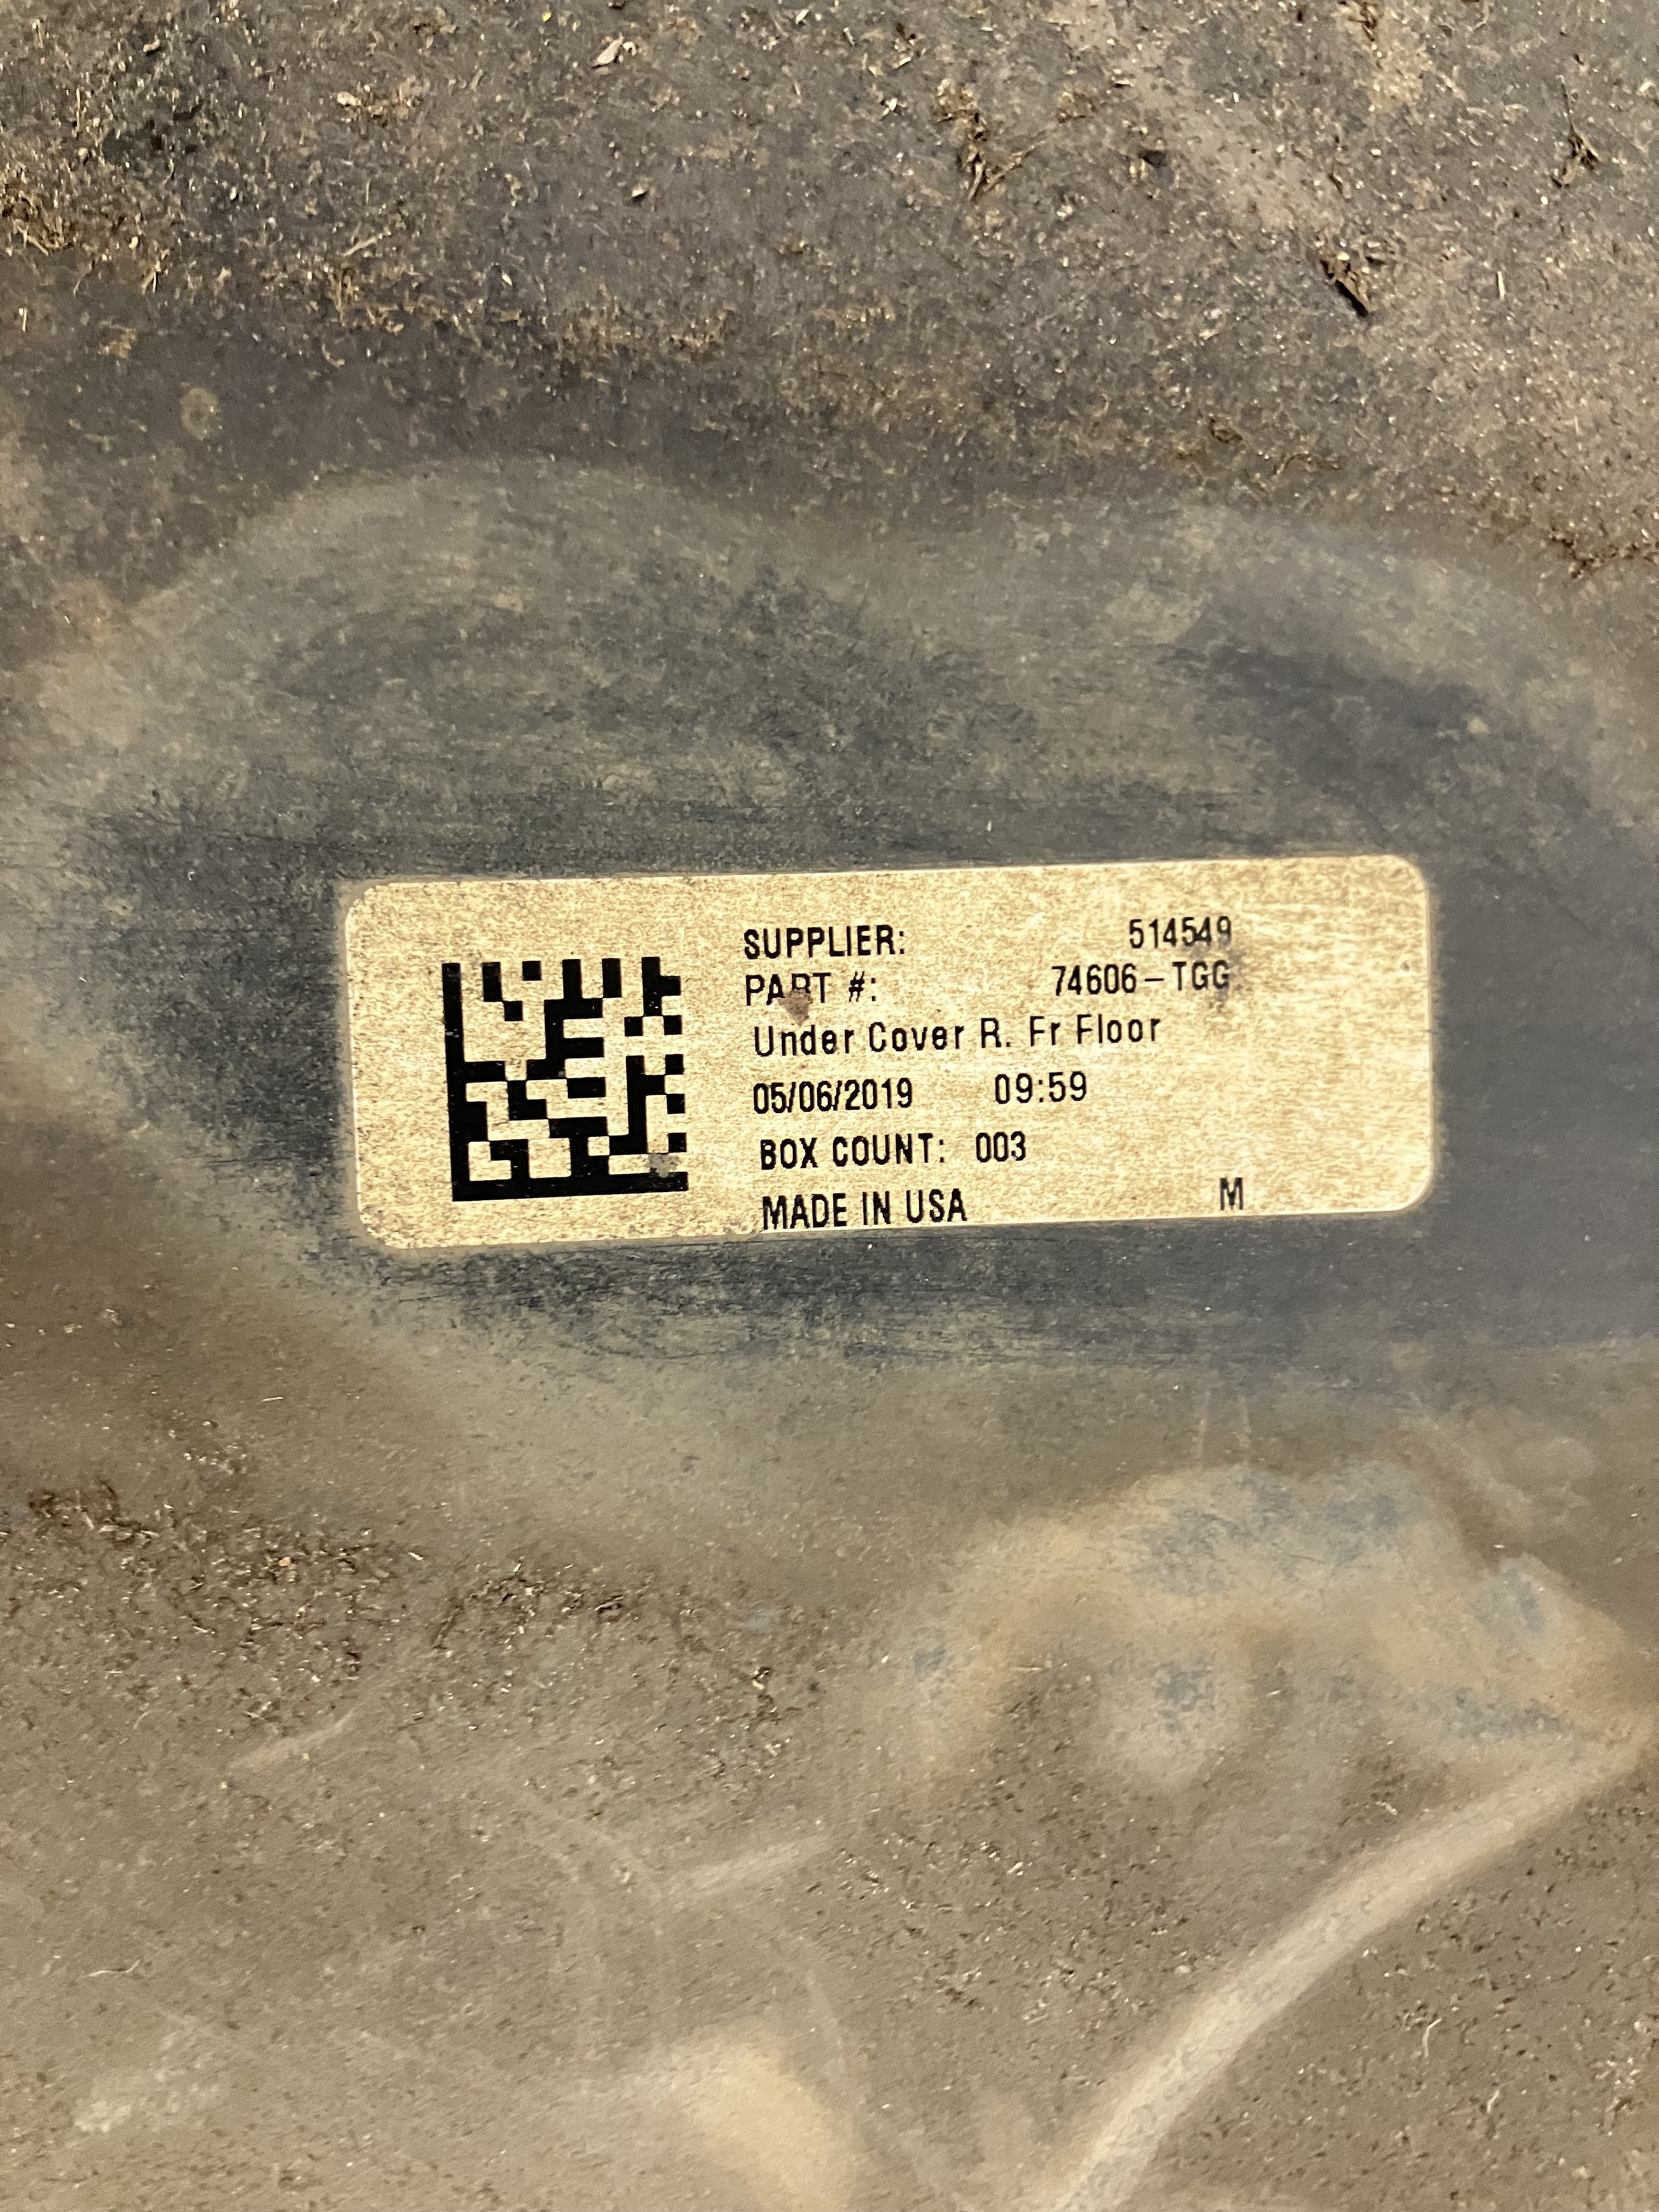 SUPPLIER: 514549
PART #: 74606-TGG
Under Cover R. Fr Floor
05/06/2019 09:59
BOX COUNT: 003
MADE IN USA M